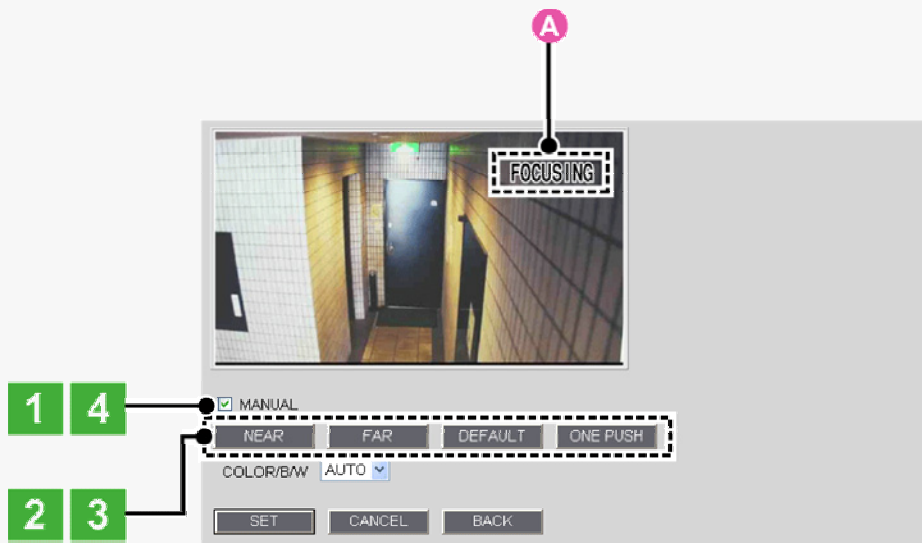 A
FOCUSING
1 4 MANUAL
NEAR FAR DEFAULT ONE PUSH
COLOR/B/W AUTO
2 3
SET CANCEL BACK